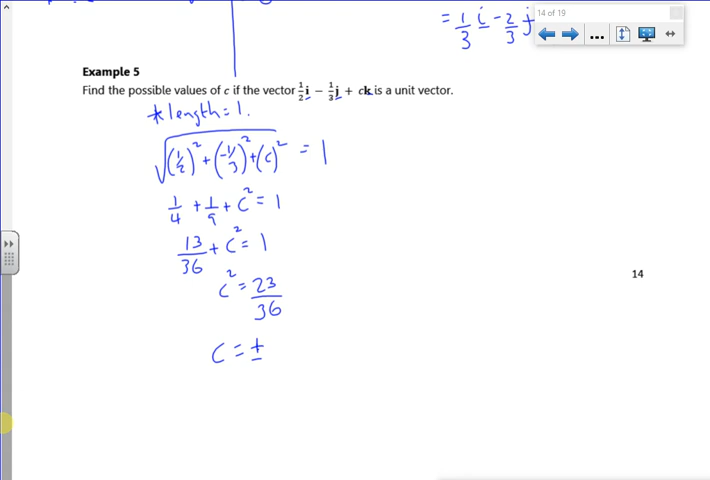 = 1/3 i - 2/3 j
14 of 19
...
Example 5
Find the possible values of c if the vector ½i − ⅓j + ck is a unit vector.
* length = 1.
√((1/2)² + (-1/3)² + (c)²) = 1
1/4 + 1/9 + c² = 1
13/36 + c² = 1
c² = 23/36
c = ±
14